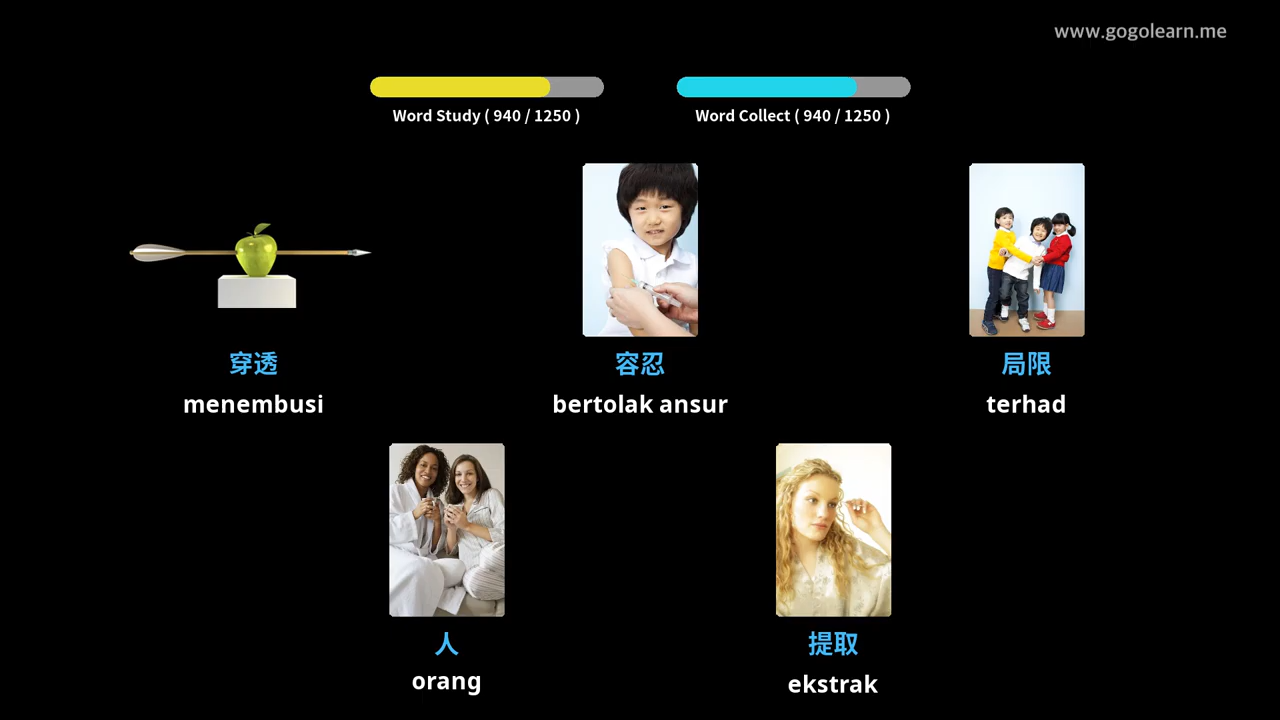 www.gogolearn.me
Word Study ( 940 / 1250 )
Word Collect ( 940 / 1250 )
穿透
menembusi
容忍
bertolak ansur
局限
terhad
人
orang
提取
ekstrak